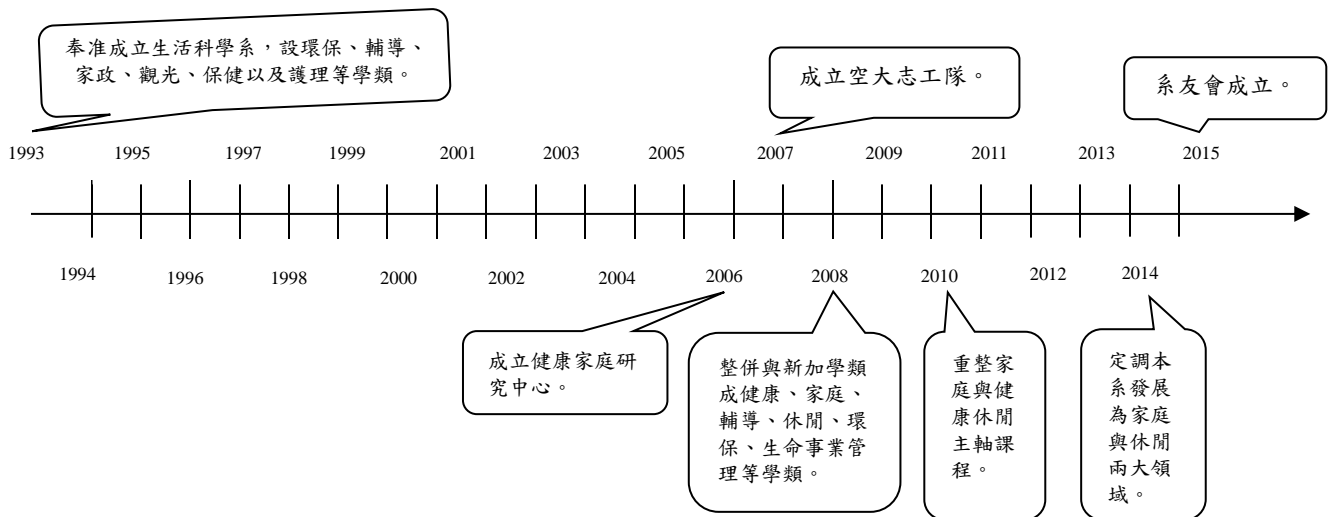 奉准成立生活科學系，設環保、輔導、
家政、觀光、保健以及護理等學類。
成立空大志工隊。
系友會成立。
1993 1995 1997 1999 2001 2003 2005 2007 2009 2011 2013 2015
1994 1996 1998 2000 2002 2004 2006 2008 2010 2012 2014
成立健康家庭研
究中心。
整併與新加學類
成健康、家庭、
輔導、休閒、環
保、生命事業管
理等學類。
重整家
庭與健
康休閒
主軸課
程。
定調本
系發展
為家庭
與休閒
兩大領
域。